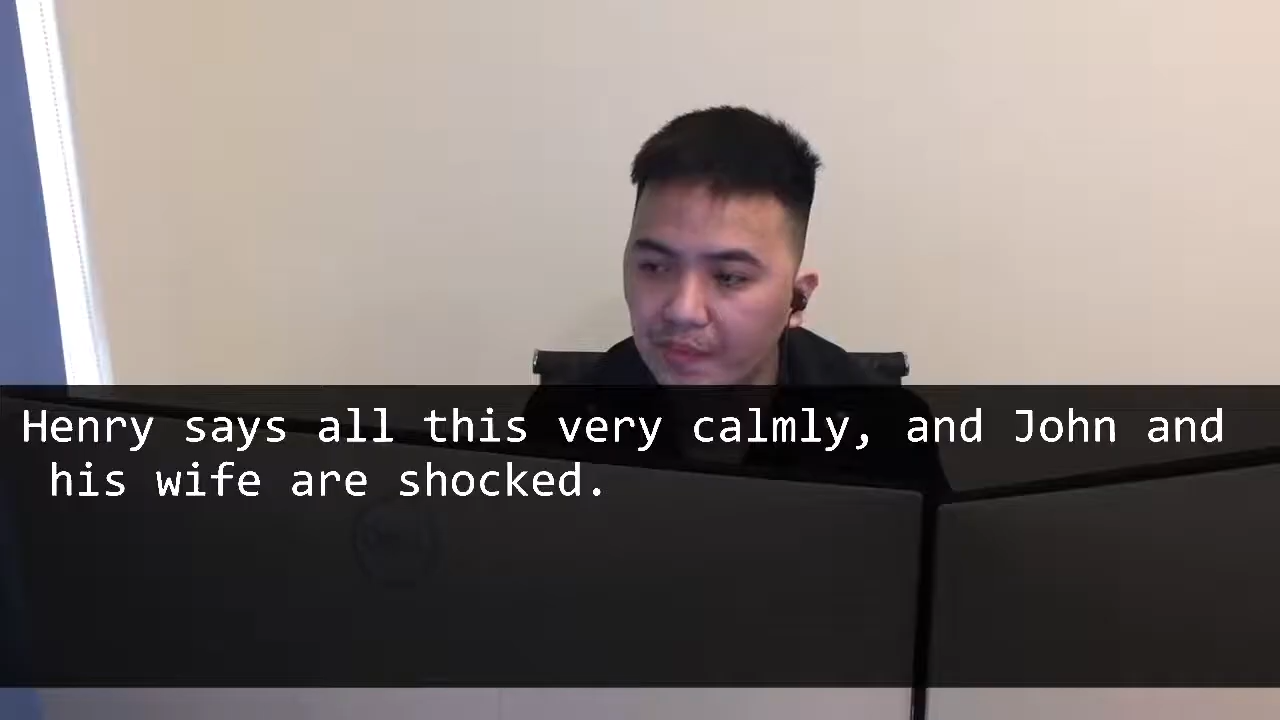 Henry says all this very calmly, and John and
his wife are shocked.